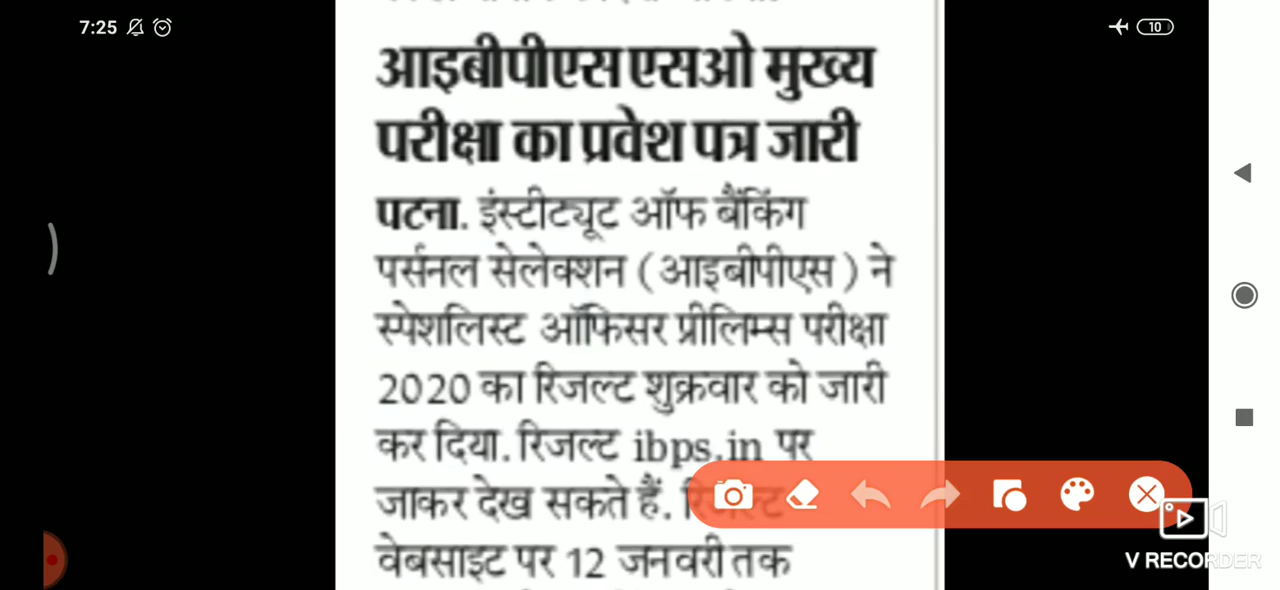 7:25
10
आइबीपीएस एसओ मुख्य
परीक्षा का प्रवेश पत्र जारी
पटना. इंस्टीट्यूट ऑफ बैंकिंग
पर्सनल सेलेक्शन (आइबीपीएस) ने
स्पेशलिस्ट ऑफिसर प्रीलिम्स परीक्षा
2020 का रिजल्ट शुक्रवार को जारी
कर दिया. रिजल्ट ibps.in पर
जाकर देख सकते हैं. रिजल्ट
वेबसाइट पर 12 जनवरी तक
V RECORDER